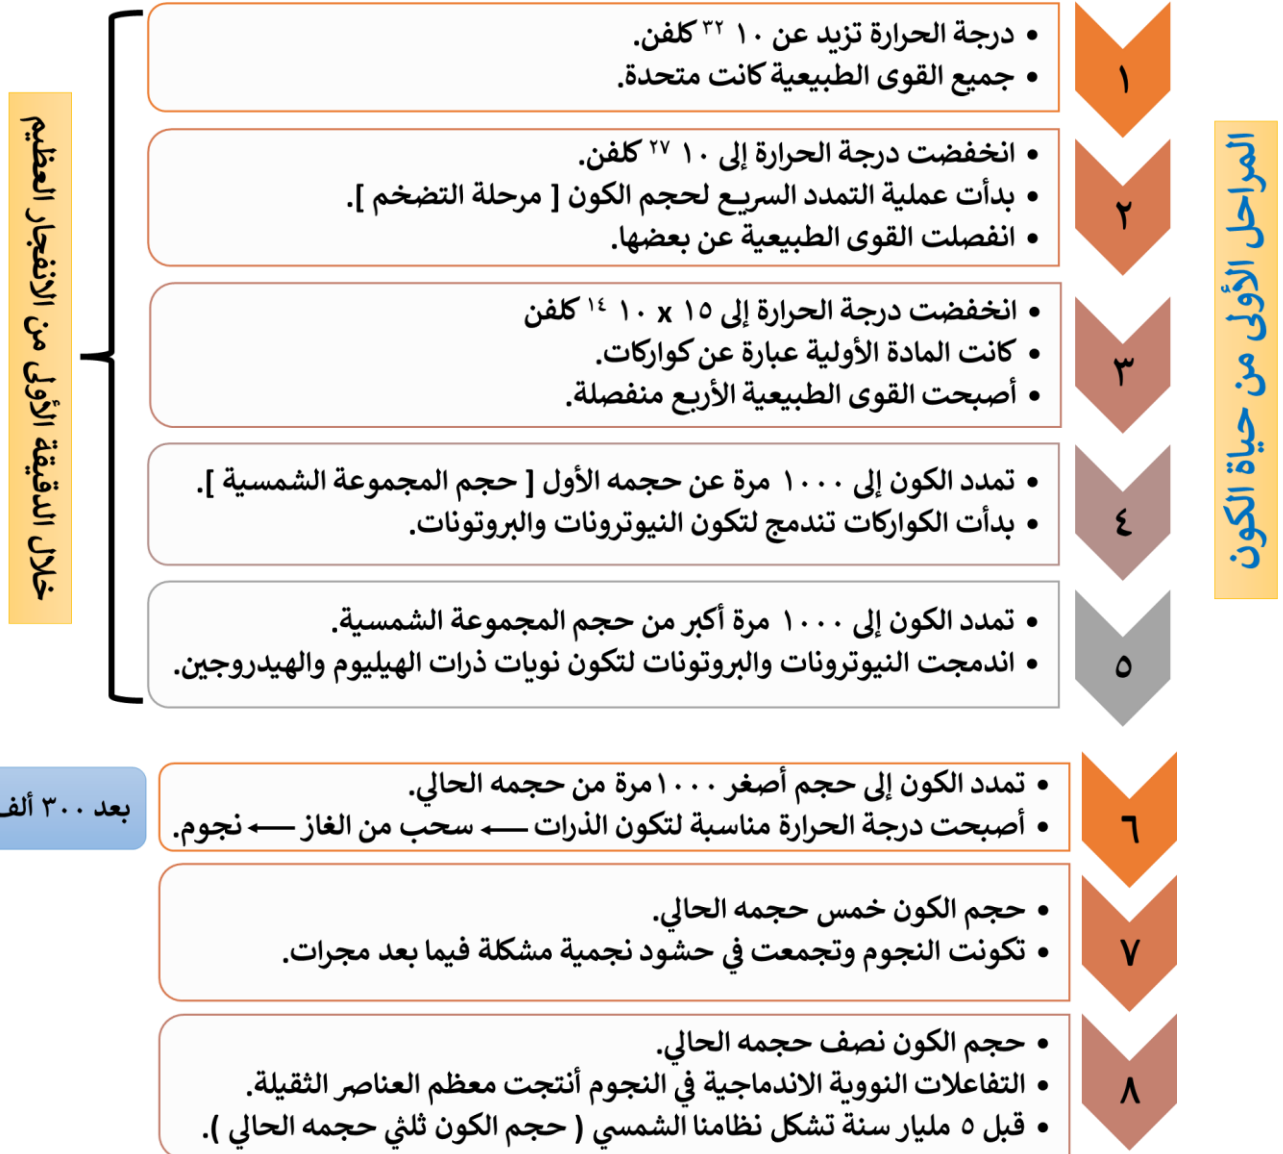 المراحل الأولى من حياة الكون
١
• درجة الحرارة تزيد عن ١٠ ³² كلفن.
• جميع القوى الطبيعية كانت متحدة.
٢
• انخفضت درجة الحرارة إلى ١٠ ²⁷ كلفن.
• بدأت عملية التمدد السريع لحجم الكون [ مرحلة التضخم ].
• انفصلت القوى الطبيعية عن بعضها.
٣
• انخفضت درجة الحرارة إلى ١٥ x ١٠ ¹⁴ كلفن
• كانت المادة الأولية عبارة عن كواركات.
• أصبحت القوى الطبيعية الأربع منفصلة.
٤
• تمدد الكون إلى ١٠٠٠ مرة عن حجمه الأول [ حجم المجموعة الشمسية ].
• بدأت الكواركات تندمج لتكون النيوترونات والبروتونات.
٥
• تمدد الكون إلى ١٠٠٠ مرة أكبر من حجم المجموعة الشمسية.
• اندمجت النيوترونات والبروتونات لتكون نويات ذرات الهيليوم والهيدروجين.
خلال الدقيقة الأولى من الانفجار العظيم
٦
• تمدد الكون إلى حجم أصغر ١٠٠٠مرة من حجمه الحالي.
• أصبحت درجة الحرارة مناسبة لتكون الذرات ← سحب من الغاز ← نجوم.
بعد ٣٠٠ ألف
٧
• حجم الكون خمس حجمه الحالي.
• تكونت النجوم وتجمعت في حشود نجمية مشكلة فيما بعد مجرات.
٨
• حجم الكون نصف حجمه الحالي.
• التفاعلات النووية الاندماجية في النجوم أنتجت معظم العناصر الثقيلة.
• قبل ٥ مليار سنة تشكل نظامنا الشمسي ( حجم الكون ثلثي حجمه الحالي ).